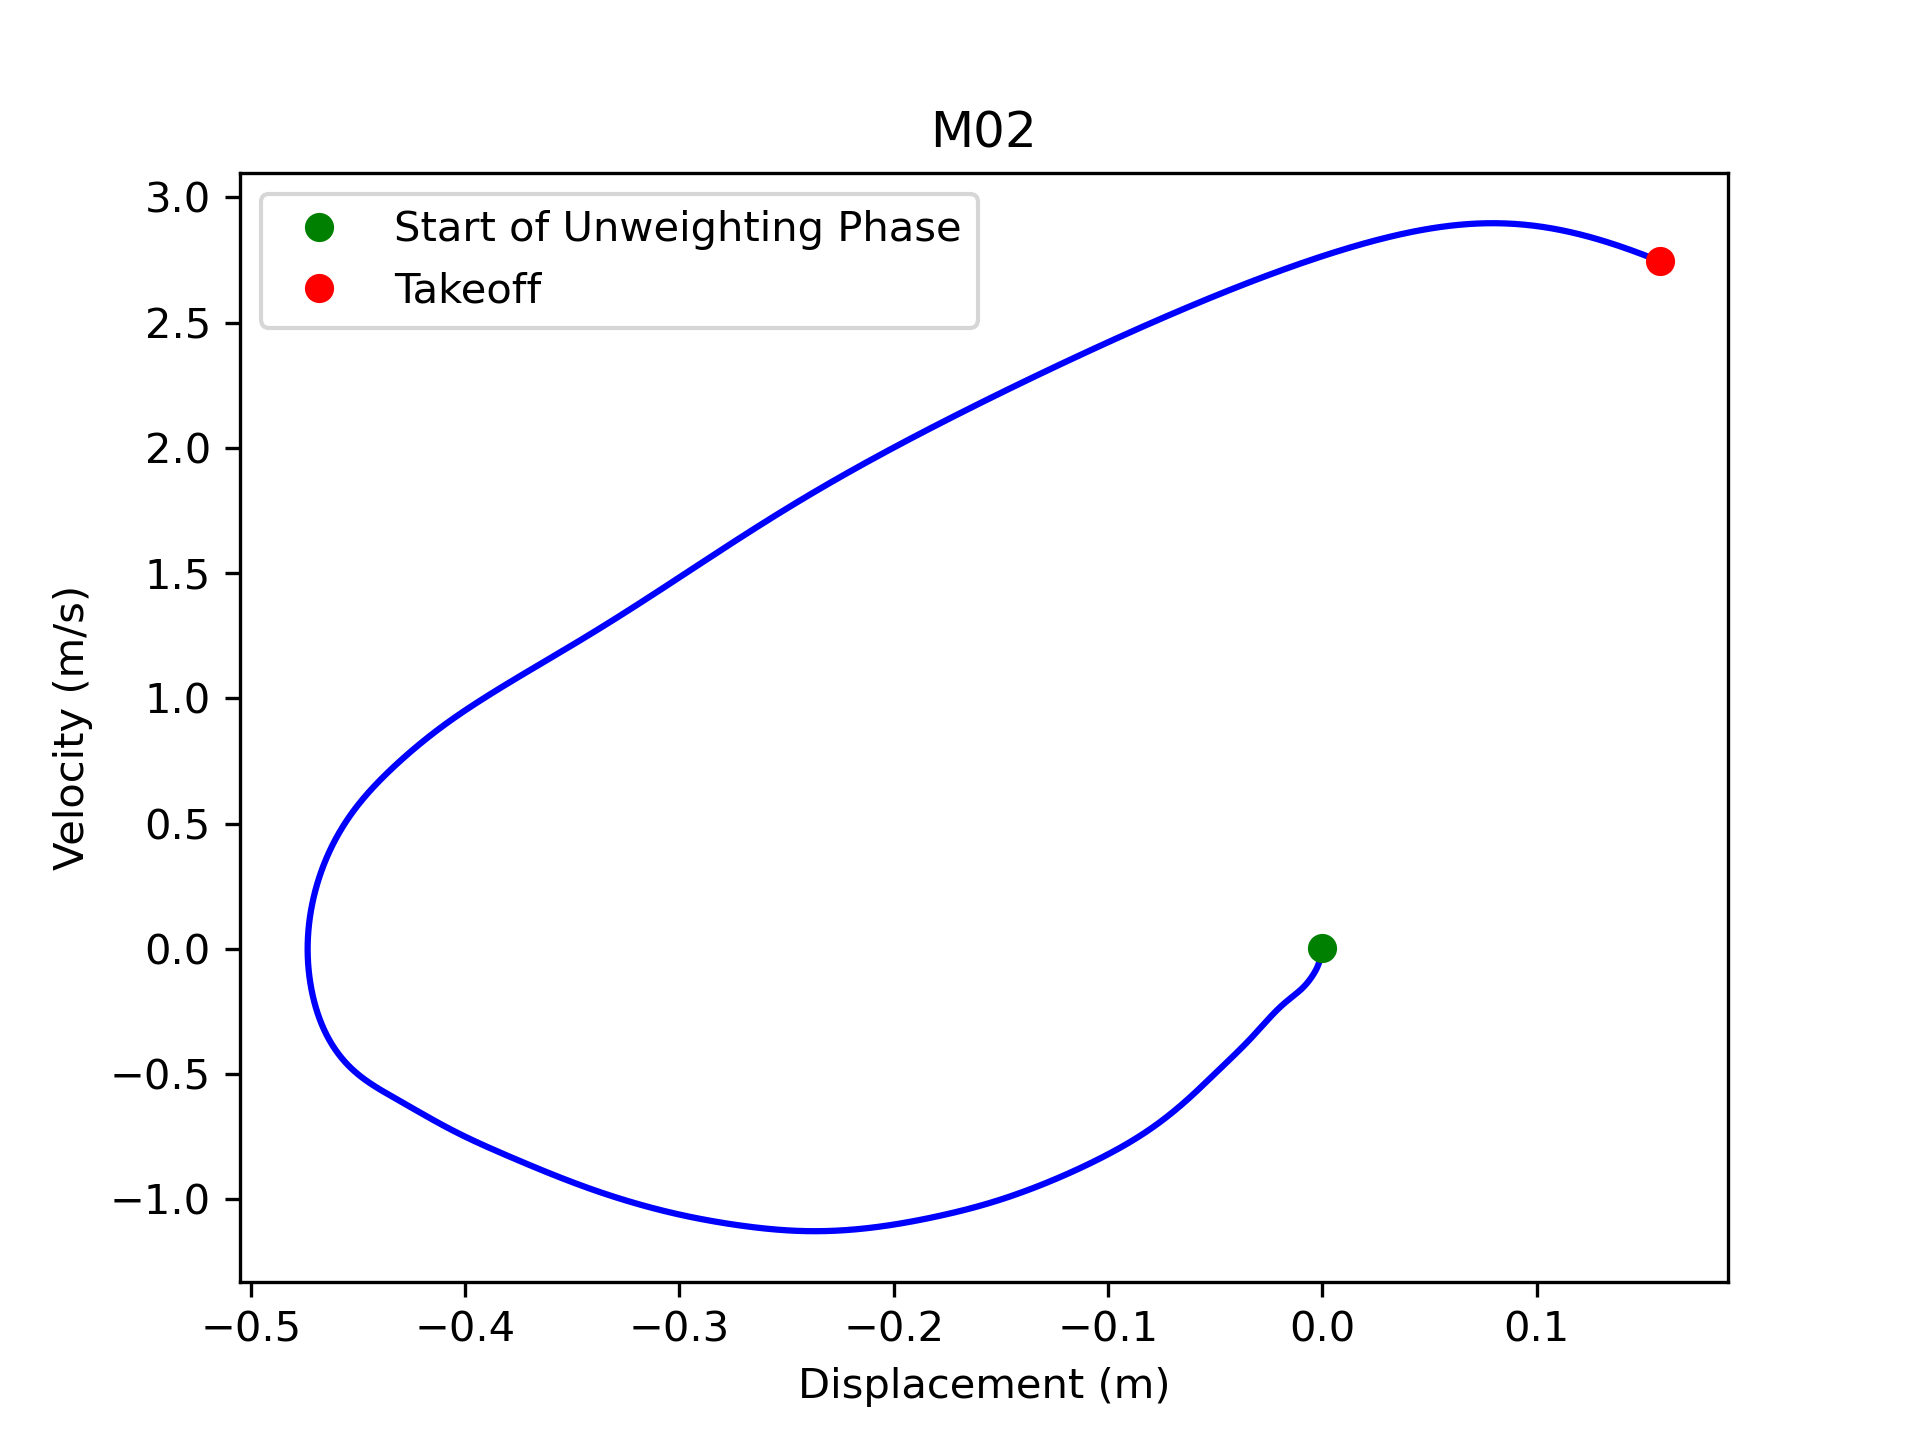 M02
Start of Unweighting Phase
Takeoff
3.0
2.5
2.0
1.5
1.0
0.5
0.0
−0.5
−1.0
Velocity (m/s)
−0.5 −0.4 −0.3 −0.2 −0.1 0.0 0.1
Displacement (m)